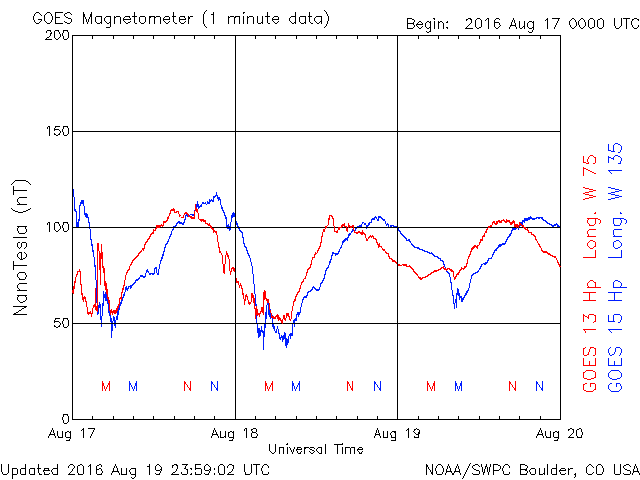 GOES Magnetometer (1 minute data)
Begin: 2016 Aug 17 0000 UTC
200
150
100
50
0
NanoTesla (nT)
M M N N M M N N M M N N
Aug 17 Aug 18 Aug 19 Aug 20
Universal Time
GOES 13 Hp Long. W 75
GOES 15 Hp Long. W 135
Updated 2016 Aug 19 23:59:02 UTC
NOAA/SWPC Boulder, CO USA